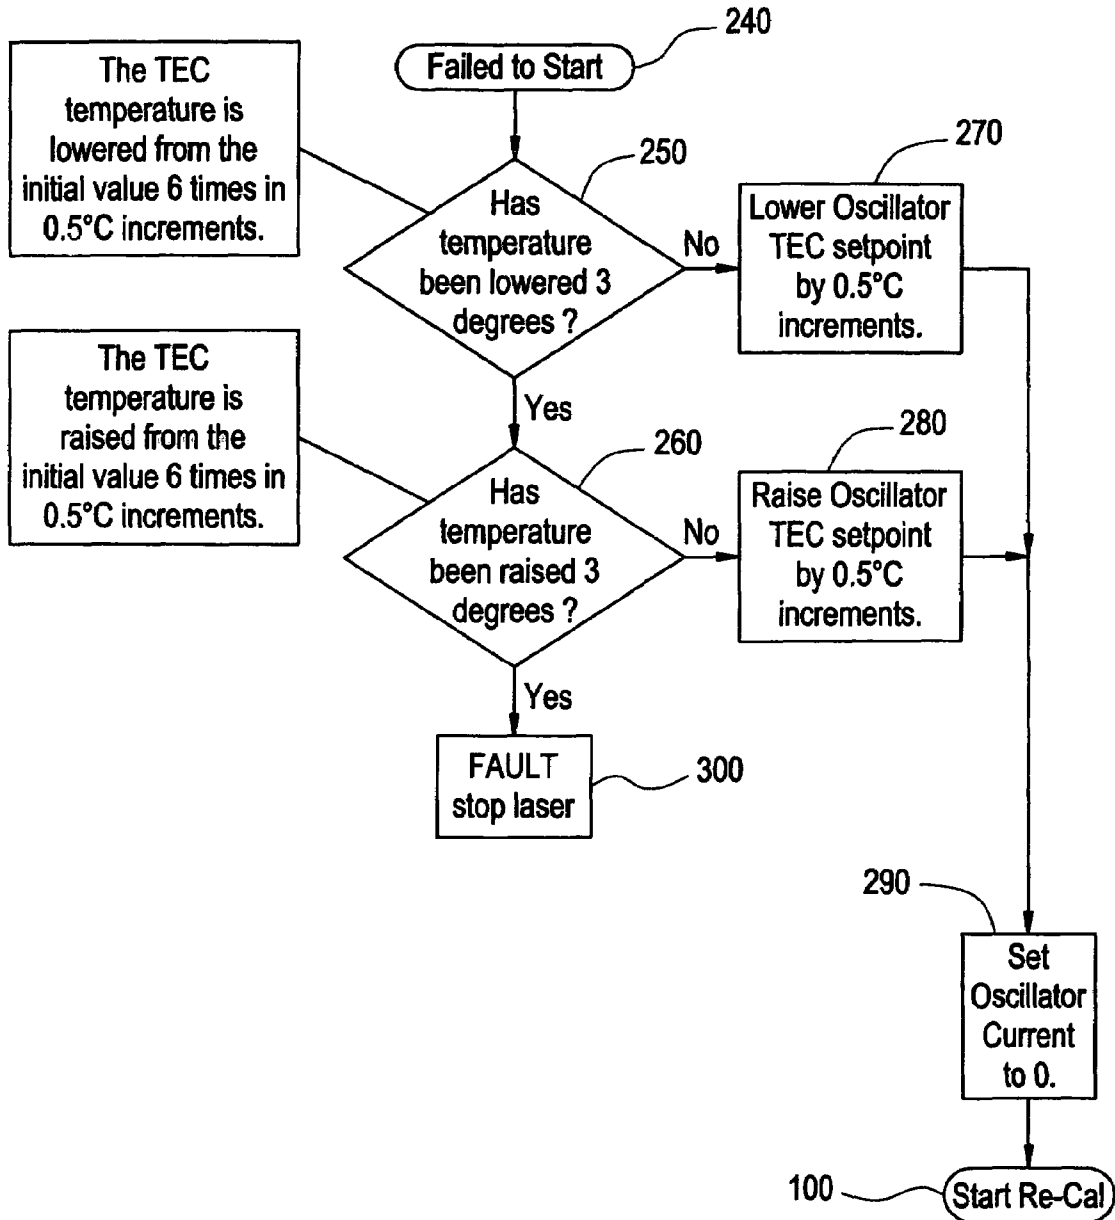 240
Failed to Start
The TEC
temperature is
lowered from the
initial value 6 times in
0.5°C increments.
250
Has
temperature
been lowered 3
degrees ?
No
270
Lower Oscillator
TEC setpoint
by 0.5°C
increments.
Yes
The TEC
temperature is
raised from the
initial value 6 times in
0.5°C increments.
260
Has
temperature
been raised 3
degrees ?
No
280
Raise Oscillator
TEC setpoint
by 0.5°C
increments.
Yes
FAULT
stop laser
300
290
Set
Oscillator
Current
to 0.
100
Start Re-Cal